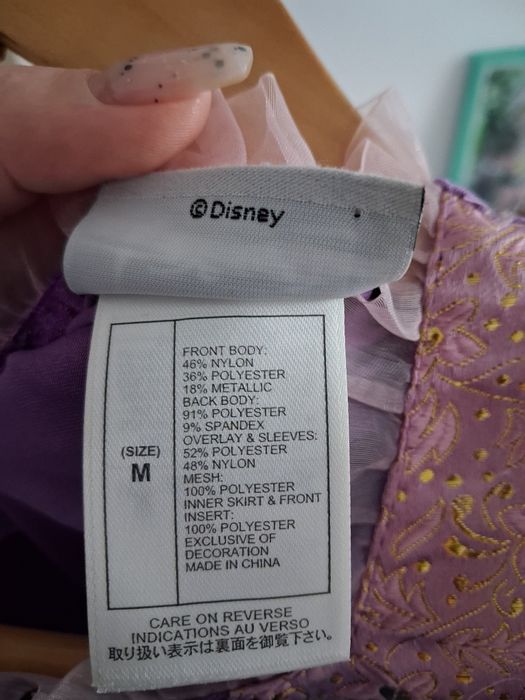 ©Disney
(SIZE)
M
FRONT BODY:
46% NYLON
36% POLYESTER
18% METALLIC
BACK BODY:
91% POLYESTER
9% SPANDEX
OVERLAY & SLEEVES:
52% POLYESTER
48% NYLON
MESH:
100% POLYESTER
INNER SKIRT & FRONT
INSERT:
100% POLYESTER
EXCLUSIVE OF
DECORATION
MADE IN CHINA
CARE ON REVERSE
INDICATIONS AU VERSO
取り扱い表示は裏面を御覧下さい。